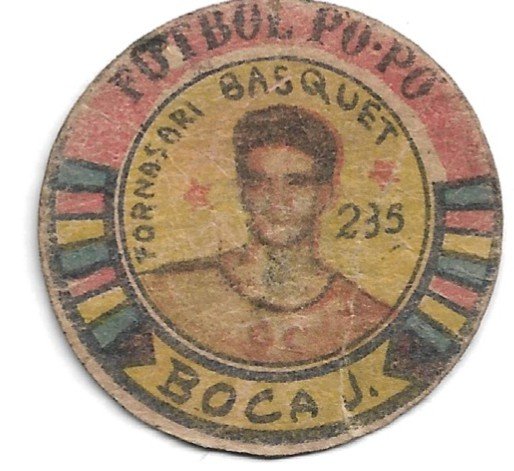 FUTBOL PO-PO
FORNASARI BASQUET
235
BOCA J.